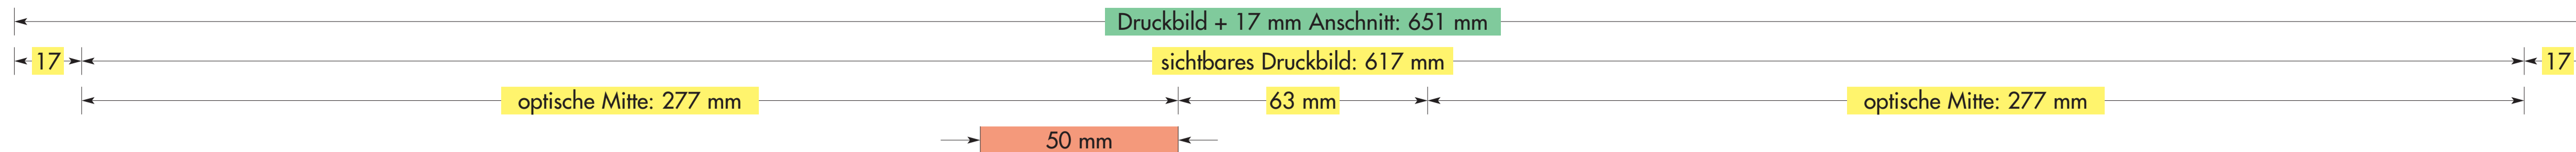 Druckbild + 17 mm Anschnitt: 651 mm
17 sichtbares Druckbild: 617 mm 17
optische Mitte: 277 mm 63 mm optische Mitte: 277 mm
50 mm